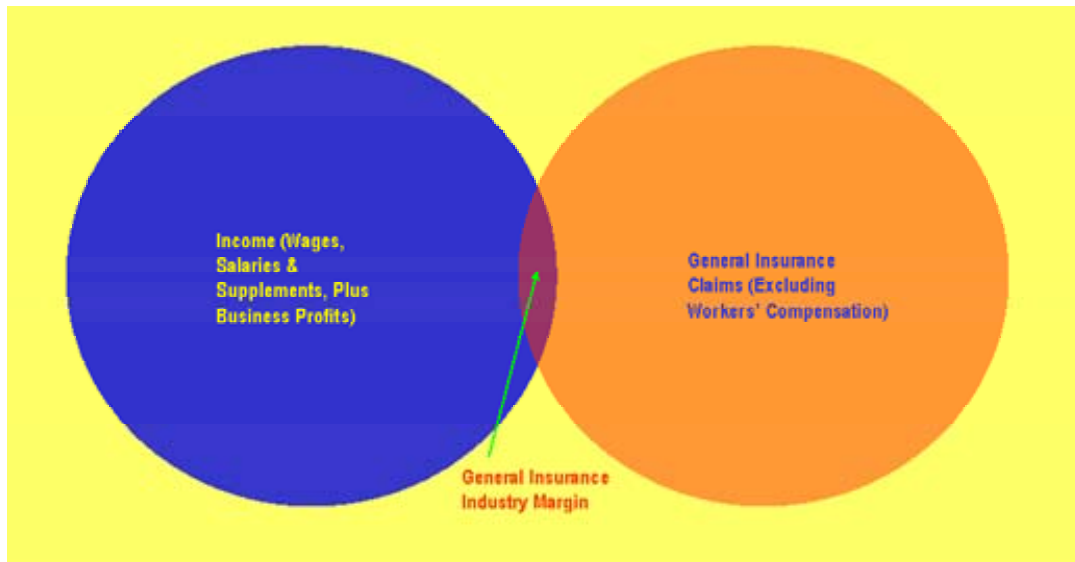 Income (Wages,
Salaries &
Supplements, Plus
Business Profits)
General Insurance
Claims (Excluding
Workers' Compensation)
General Insurance
Industry Margin